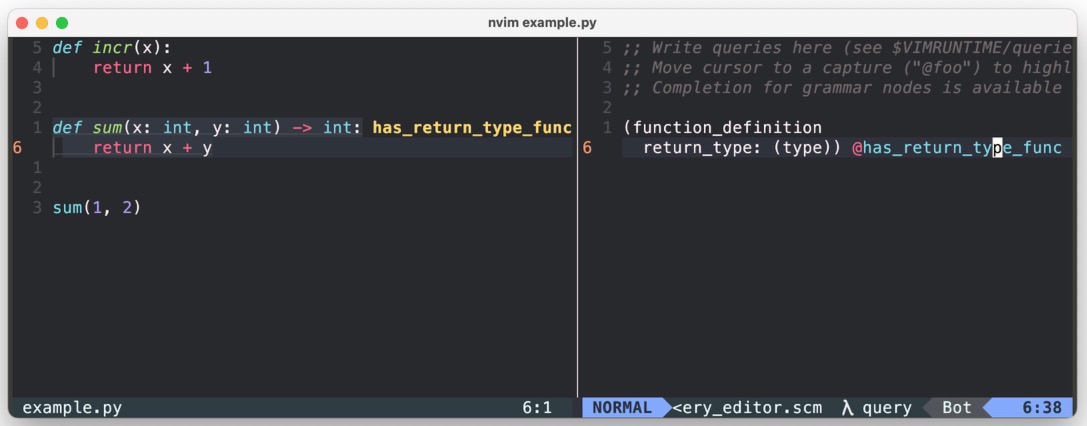 nvim example.py
5 def incr(x):
4     return x + 1
3
2
1 def sum(x: int, y: int) -> int: has_return_type_func
6     return x + y
1
2
3 sum(1, 2)
example.py 6:1
5 ;; Write queries here (see $VIMRUNTIME/querie
4 ;; Move cursor to a capture ("@foo") to highl
3 ;; Completion for grammar nodes is available
2
1 (function_definition
6   return_type: (type)) @has_return_type_func
NORMAL <ery_editor.scm λ query Bot 6:38